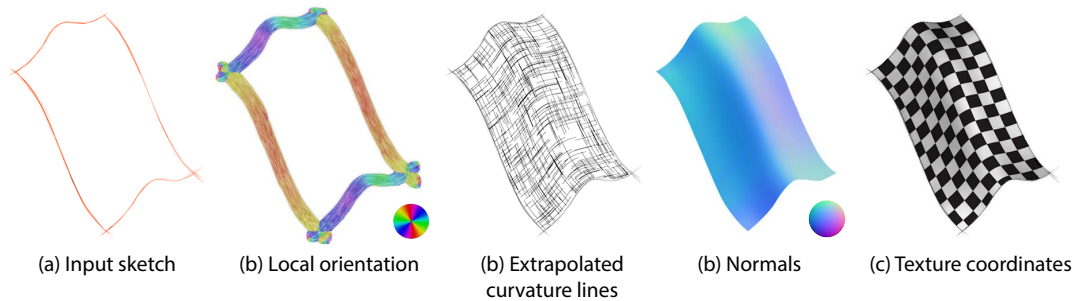 (a) Input sketch
(b) Local orientation
(b) Extrapolated
curvature lines
(b) Normals
(c) Texture coordinates